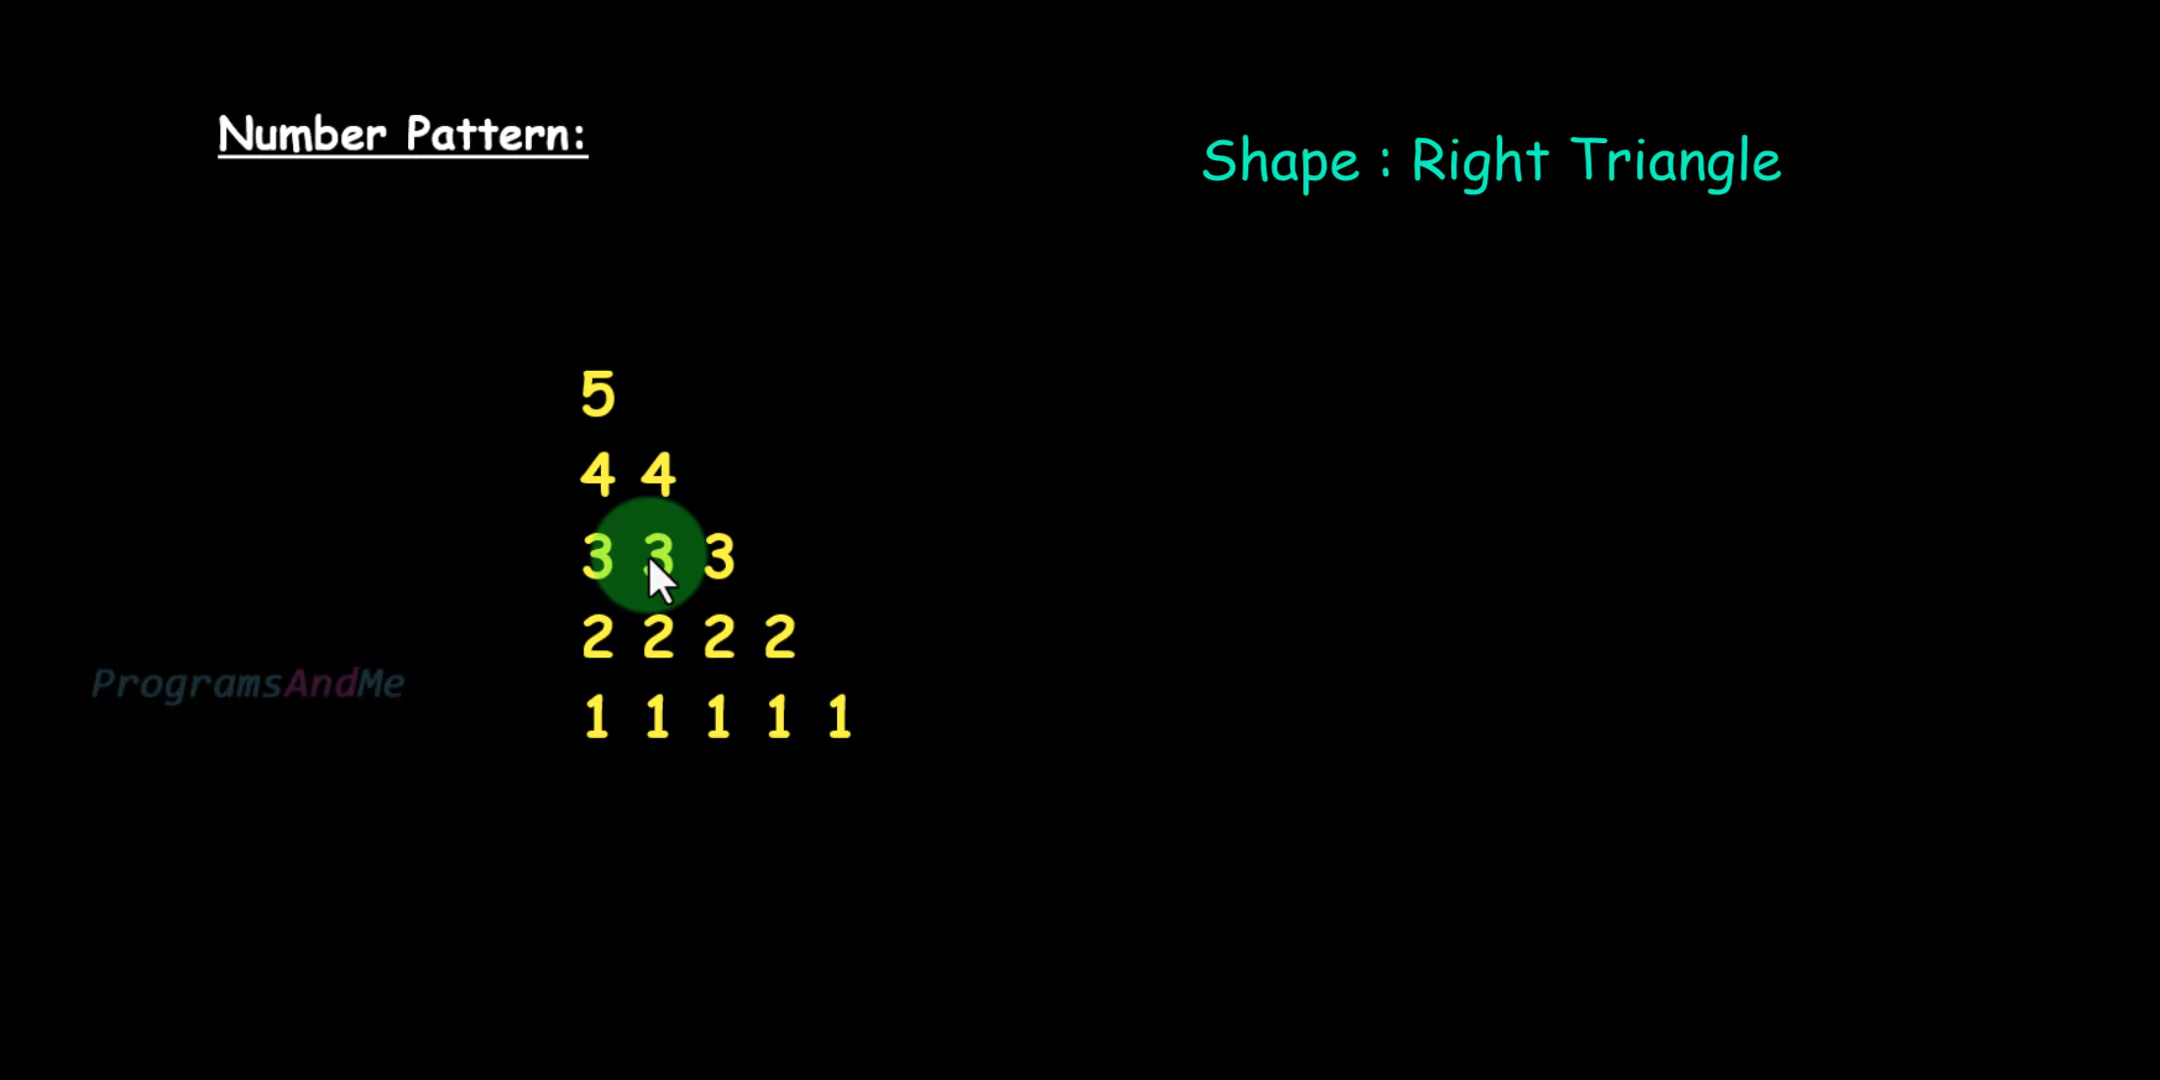 Number Pattern:
Shape : Right Triangle
5
4 4
3 3 3
2 2 2 2
ProgramsAndMe
1 1 1 1 1